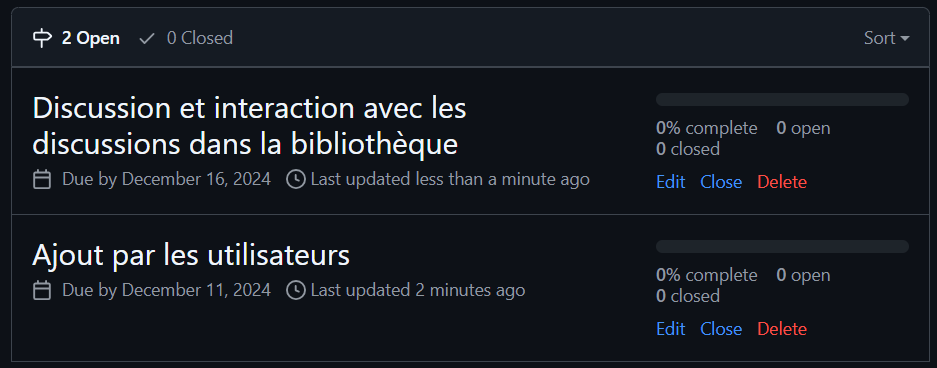 2 Open 0 Closed Sort
Discussion et interaction avec les
discussions dans la bibliothèque
Due by December 16, 2024 Last updated less than a minute ago
0% complete 0 open
0 closed
Edit Close Delete
Ajout par les utilisateurs
Due by December 11, 2024 Last updated 2 minutes ago
0% complete 0 open
0 closed
Edit Close Delete